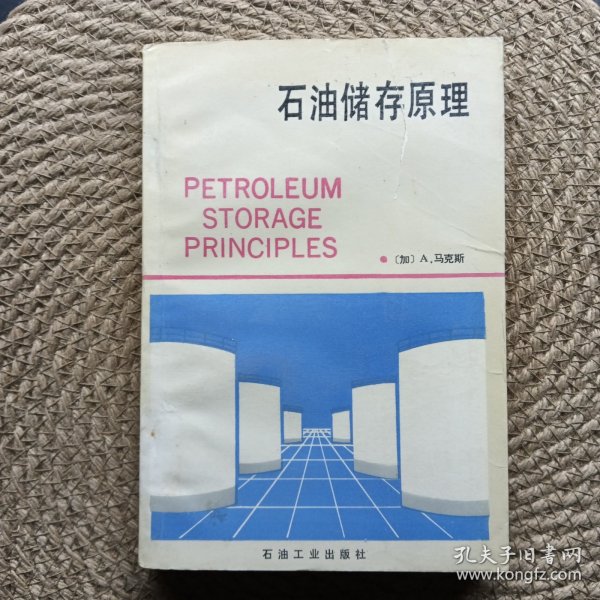 石油储存原理
PETROLEUM
STORAGE
PRINCIPLES
•〔加〕A.马克斯
石油工业出版社
孔夫子旧书网
www.kongfz.com